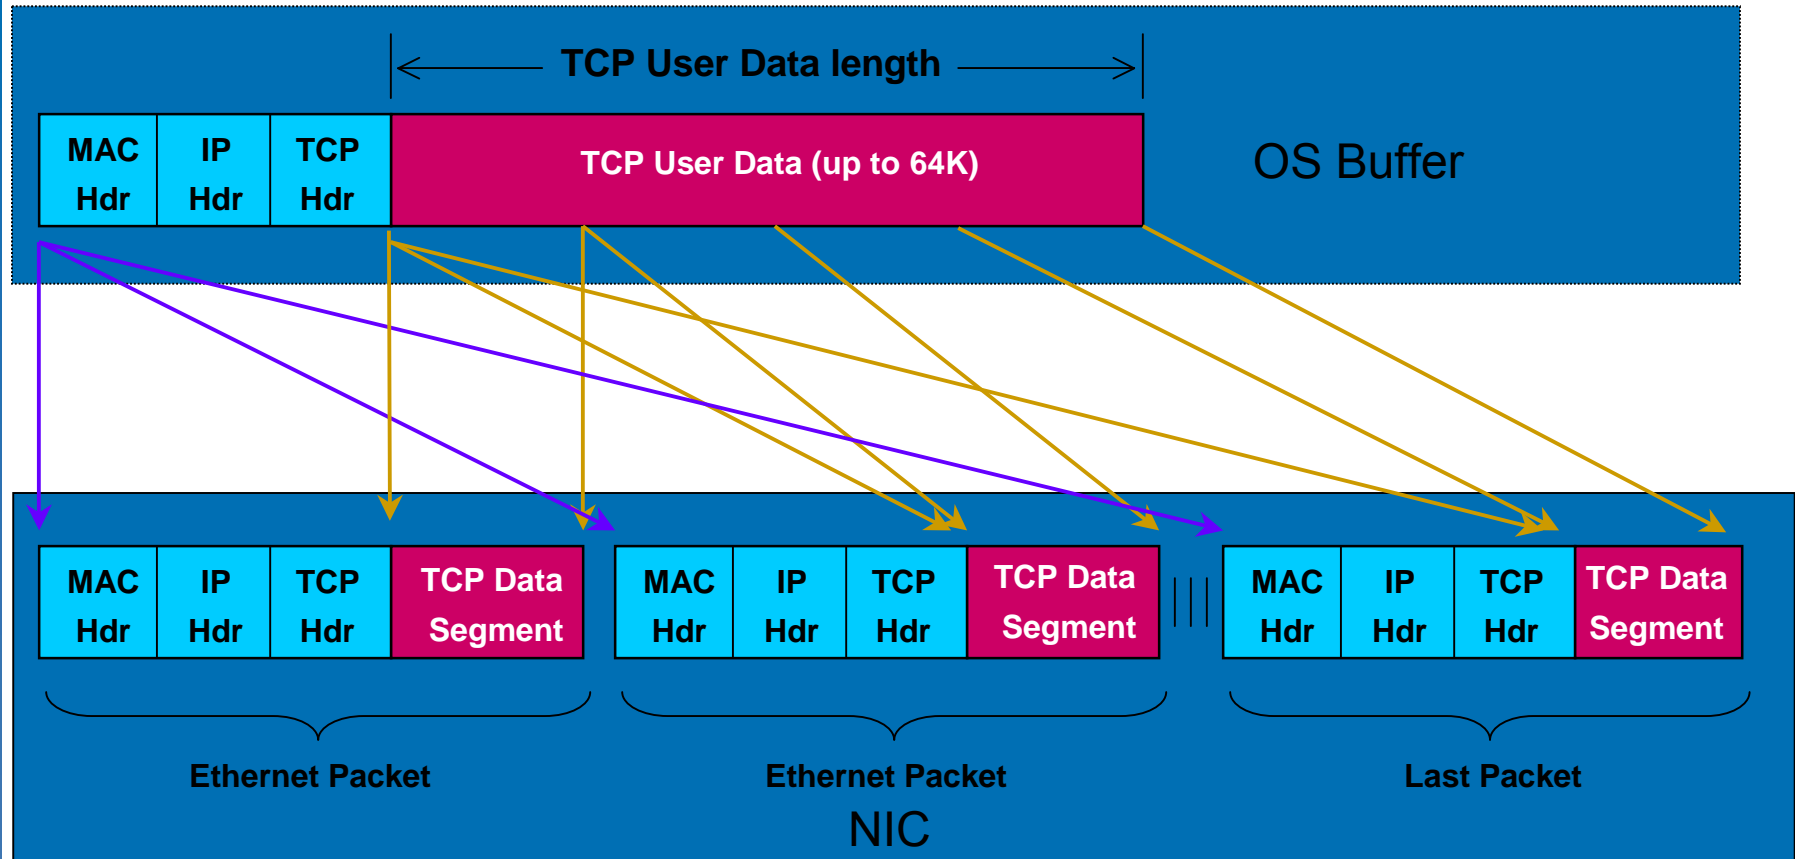 TCP User Data length
MAC Hdr
IP Hdr
TCP Hdr
TCP User Data (up to 64K)
OS Buffer
MAC Hdr
IP Hdr
TCP Hdr
TCP Data Segment
MAC Hdr
IP Hdr
TCP Hdr
TCP Data Segment
MAC Hdr
IP Hdr
TCP Hdr
TCP Data Segment
Ethernet Packet
Ethernet Packet
Last Packet
NIC